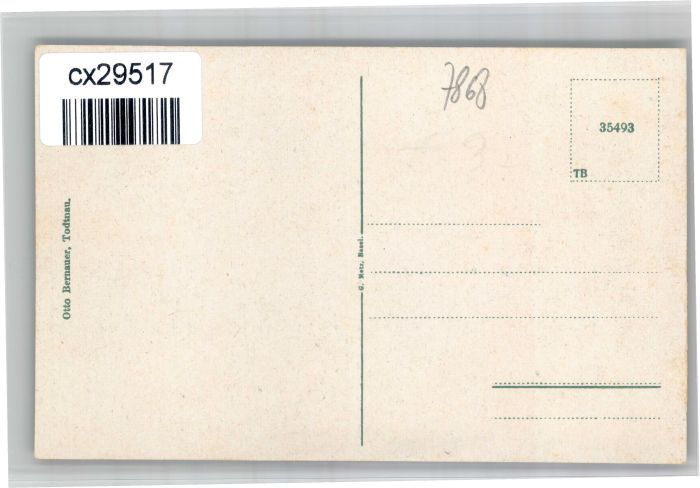 cx29517
7868
35493
TB
Otto Bernauer, Todtnau.
G. Metz, Basel.